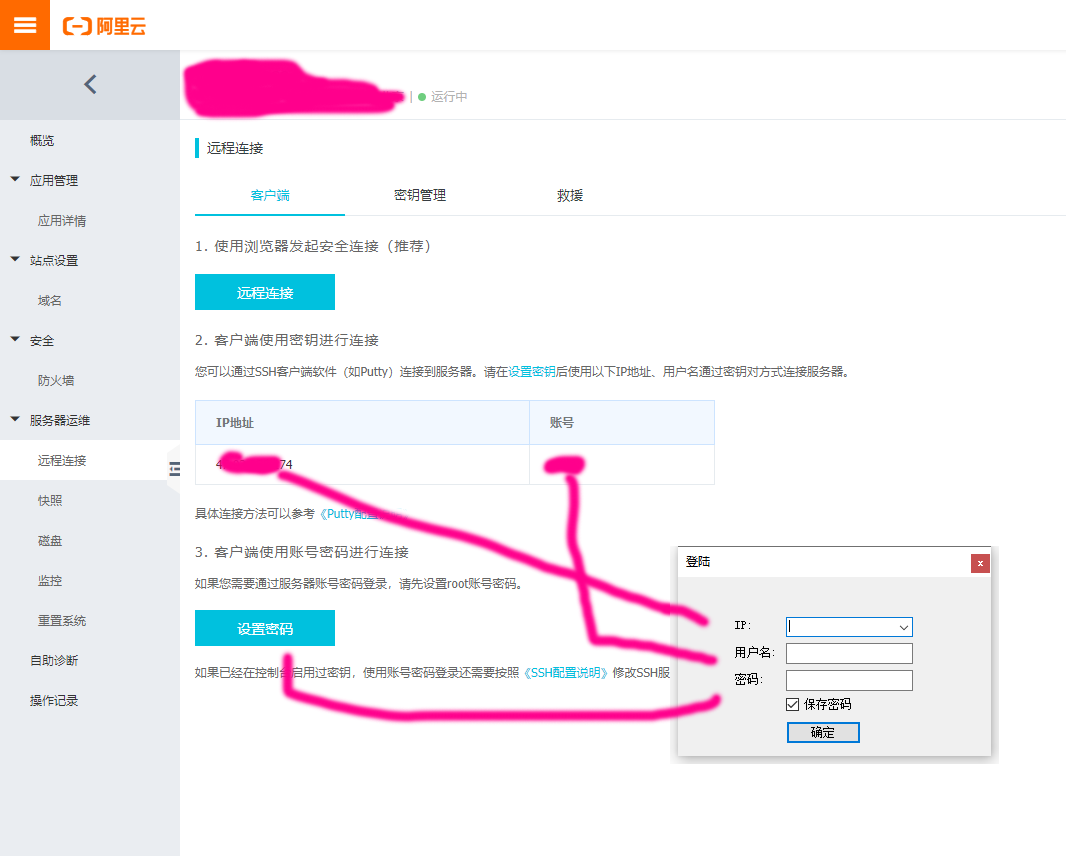 阿里云
运行中
概览
应用管理
应用详情
站点设置
域名
安全
防火墙
服务器运维
远程连接
快照
磁盘
监控
重置系统
自助诊断
操作记录
远程连接
客户端 密钥管理 救援
1. 使用浏览器发起安全连接（推荐）
远程连接
2. 客户端使用密钥进行连接
您可以通过SSH客户端软件（如Putty）连接到服务器。请在设置密钥后使用以下IP地址、用户名通过密钥对方式连接服务器。
IP地址 账号
4 74
具体连接方法可以参考《Putty配置
3. 客户端使用账号密码进行连接
如果您需要通过服务器账号密码登录，请先设置root账号密码。
设置密码
如果已经在控制台启用过密钥，使用账号密码登录还需要按照《SSH配置说明》修改SSH服
登陆
IP:
用户名:
密码:
保存密码
确定